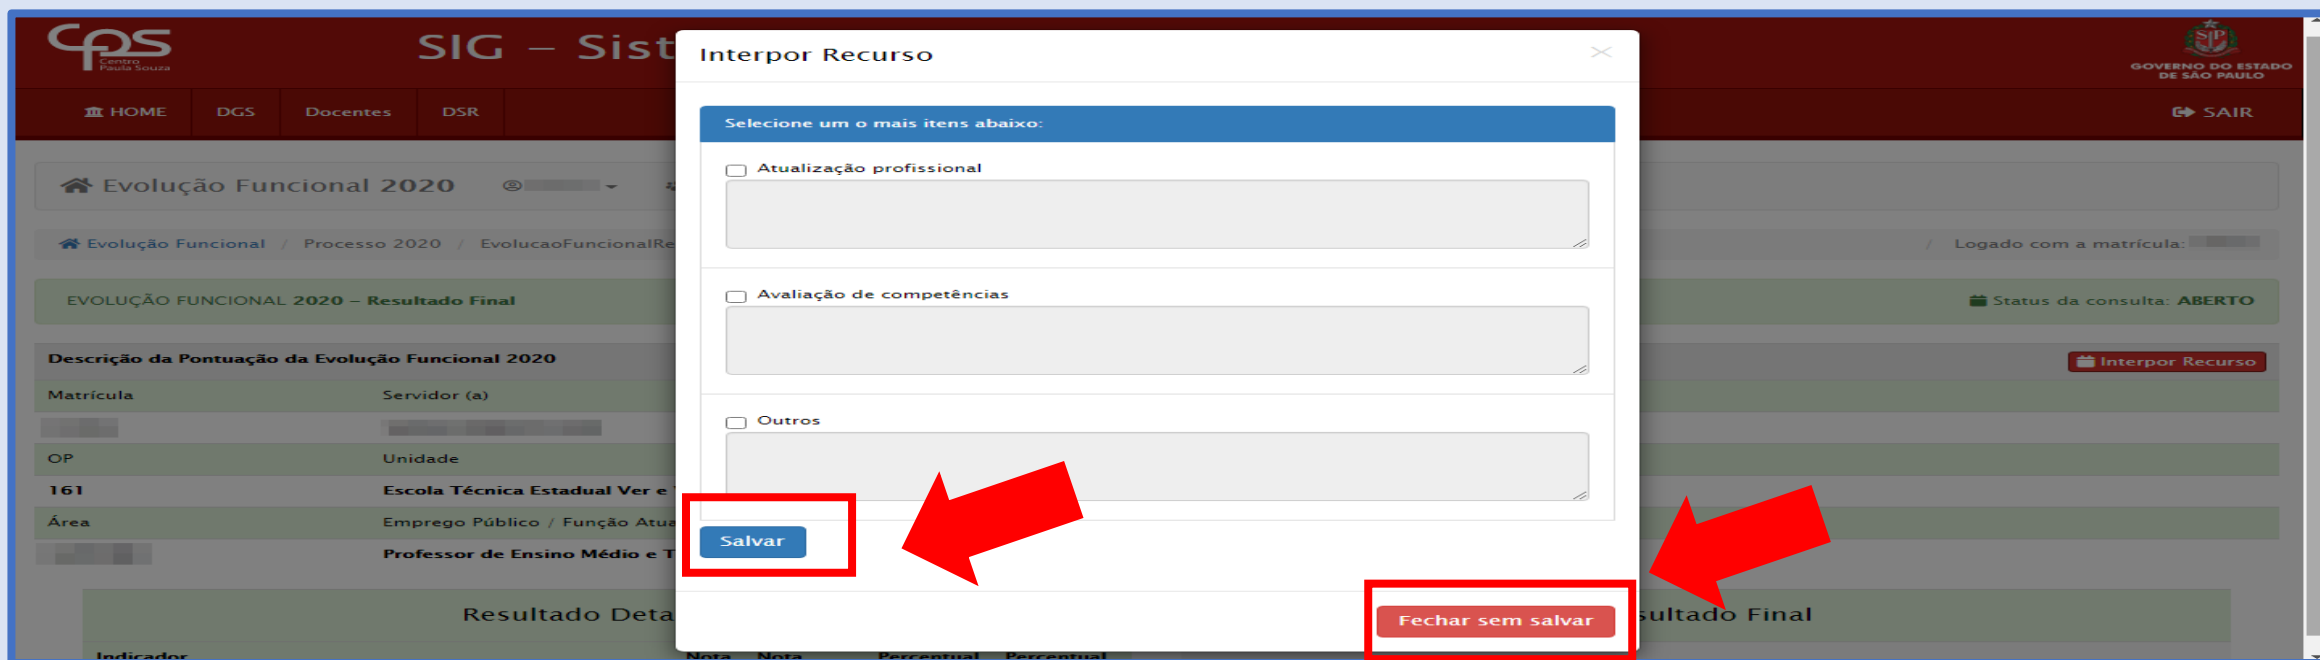 cps
Centro
Paula Souza
SIG – Sist
GOVERNO DO ESTADO
DE SÃO PAULO
HOME DGS Docentes DSR
SAIR
Interpor Recurso
Selecione um o mais itens abaixo:
Atualização profissional
Avaliação de competências
Outros
Salvar
Fechar sem salvar
Evolução Funcional 2020
Evolução Funcional / Processo 2020 / EvolucaoFuncionalRe
/ Logado com a matrícula:
EVOLUÇÃO FUNCIONAL 2020 – Resultado Final
Status da consulta: ABERTO
Descrição da Pontuação da Evolução Funcional 2020
Interpor Recurso
Matrícula Servidor (a)
OP Unidade
161 Escola Técnica Estadual Ver e
Área Emprego Público / Função Atua
Professor de Ensino Médio e T
Resultado Deta
sultado Final
Indicador Nota Nota Percentual Percentual